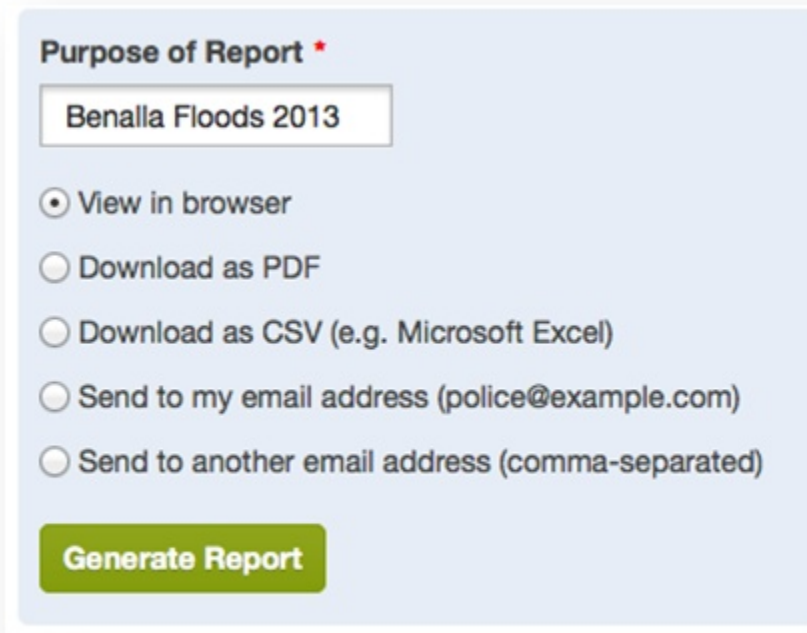 Purpose of Report *
Benalla Floods 2013
View in browser
Download as PDF
Download as CSV (e.g. Microsoft Excel)
Send to my email address (police@example.com)
Send to another email address (comma-separated)
Generate Report